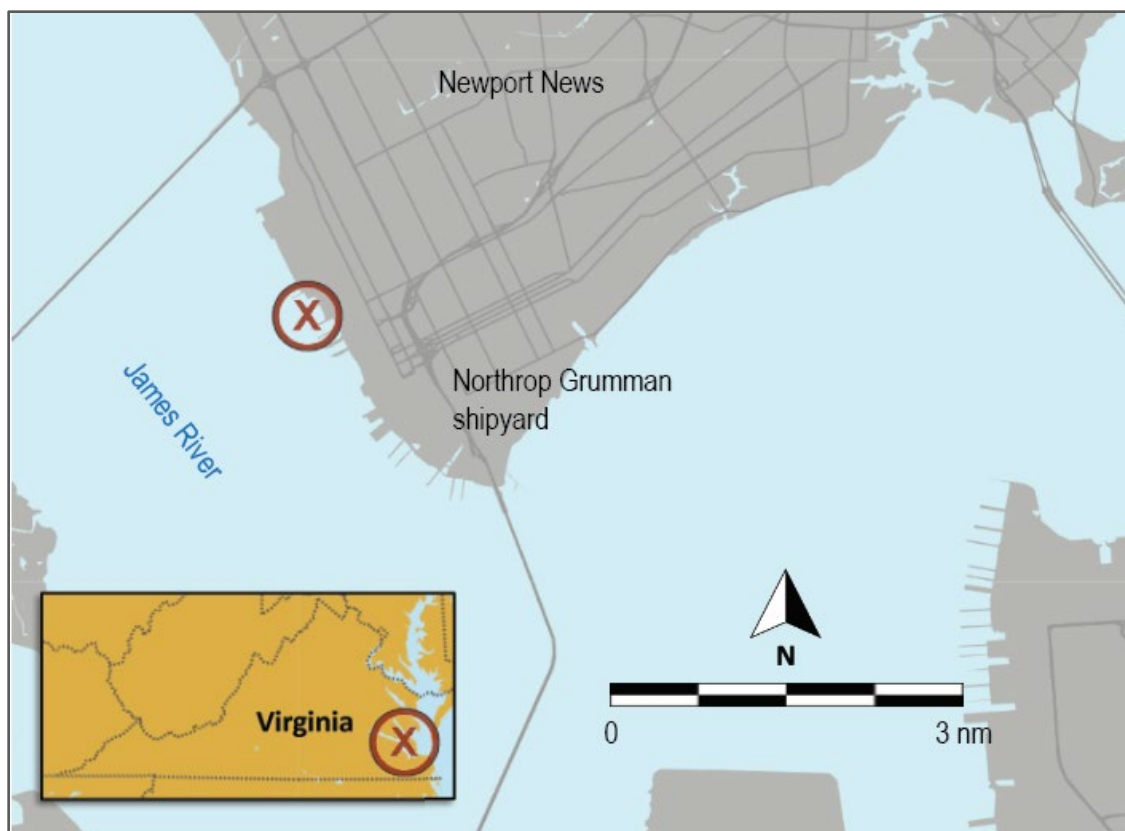 Newport News
X
Northrop Grumman
shipyard
James River
N
0
3 nm
Virginia
X